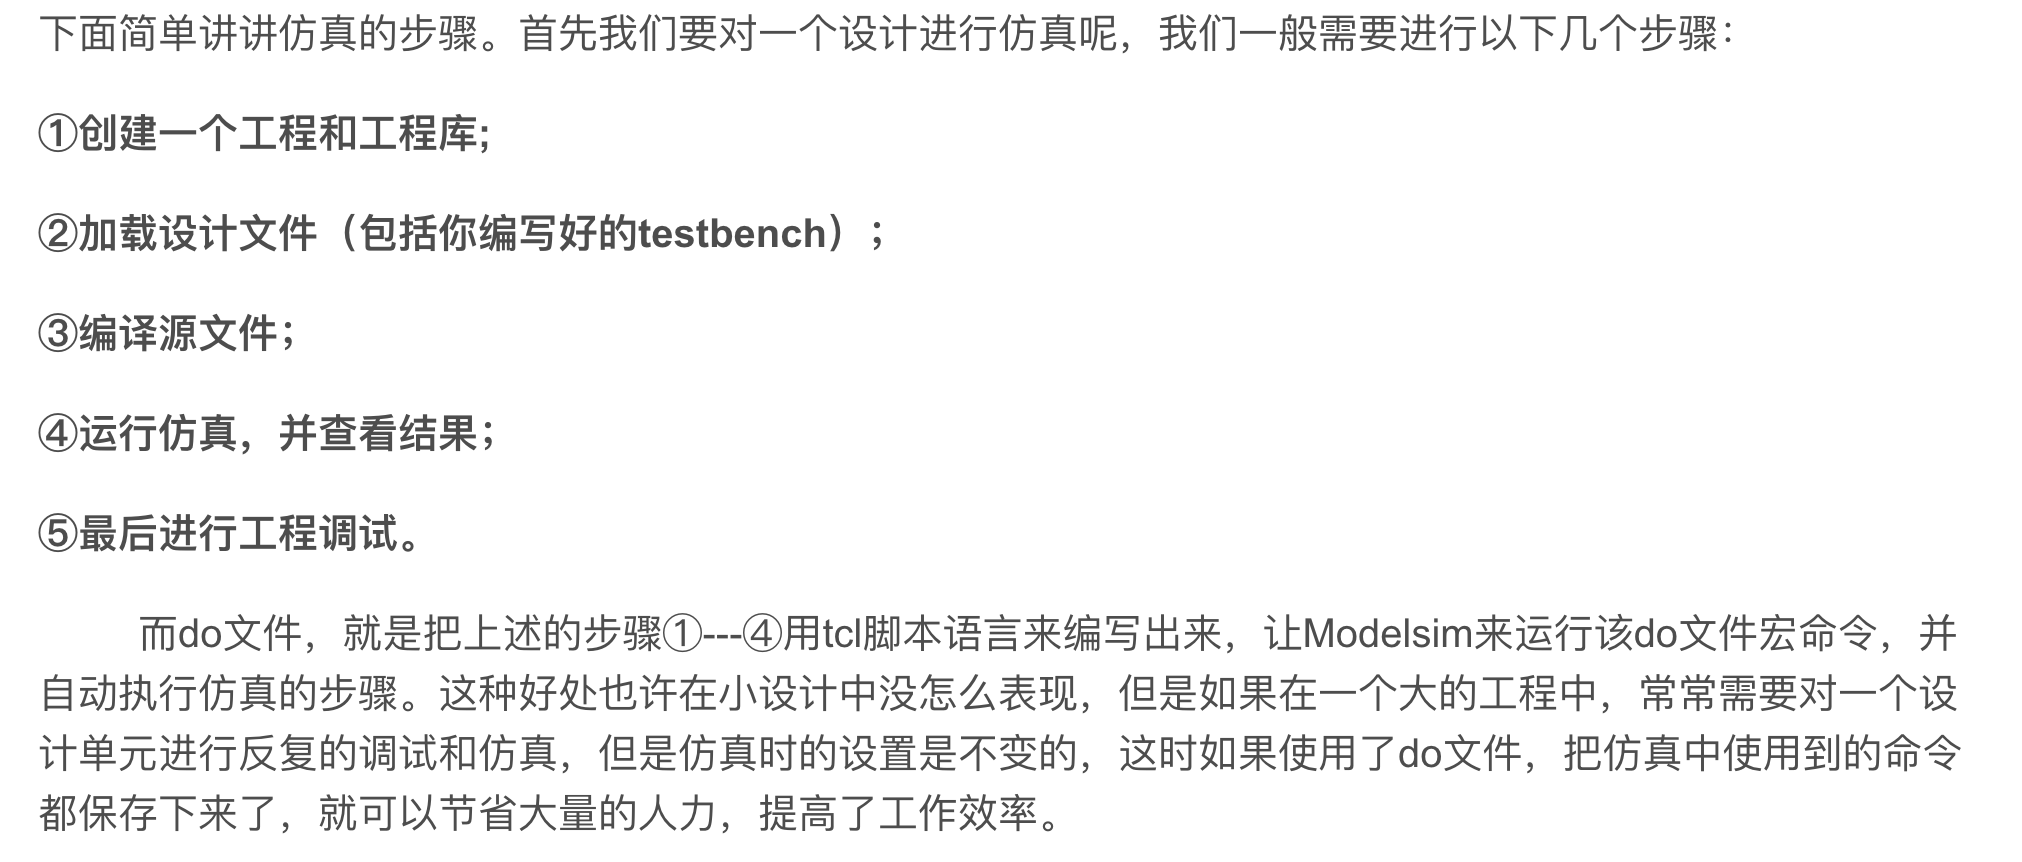 下面简单讲讲仿真的步骤。首先我们要对一个设计进行仿真呢，我们一般需要进行以下几个步骤：
①创建一个工程和工程库;
②加载设计文件（包括你编写好的testbench）；
③编译源文件；
④运行仿真，并查看结果；
⑤最后进行工程调试。
而do文件，就是把上述的步骤①---④用tcl脚本语言来编写出来，让Modelsim来运行该do文件宏命令，并
自动执行仿真的步骤。这种好处也许在小设计中没怎么表现，但是如果在一个大的工程中，常常需要对一个设
计单元进行反复的调试和仿真，但是仿真时的设置是不变的，这时如果使用了do文件，把仿真中使用到的命令
都保存下来了，就可以节省大量的人力，提高了工作效率。